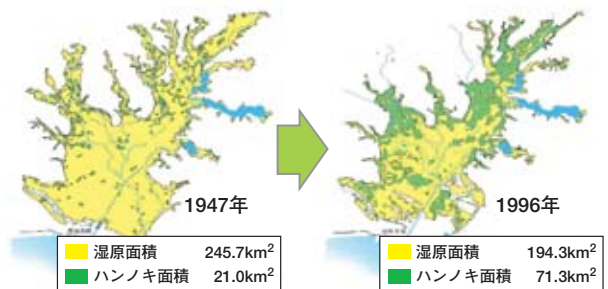 1947年
湿原面積 245.7km²
ハンノキ面積 21.0km²
1996年
湿原面積 194.3km²
ハンノキ面積 71.3km²